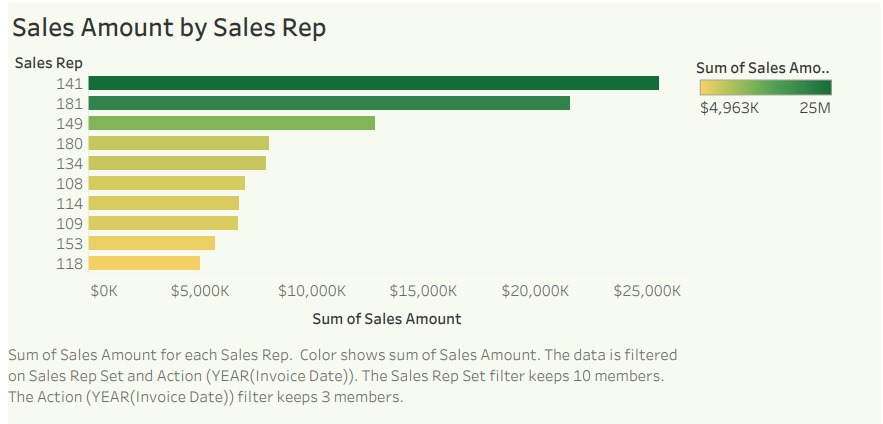 Sales Amount by Sales Rep
Sales Rep
141
181
149
180
134
108
114
109
153
118
$0K $5,000K $10,000K $15,000K $20,000K $25,000K
Sum of Sales Amount
Sum of Sales Amo..
$4,963K 25M
Sum of Sales Amount for each Sales Rep.  Color shows sum of Sales Amount. The data is filtered
on Sales Rep Set and Action (YEAR(Invoice Date)). The Sales Rep Set filter keeps 10 members.
The Action (YEAR(Invoice Date)) filter keeps 3 members.